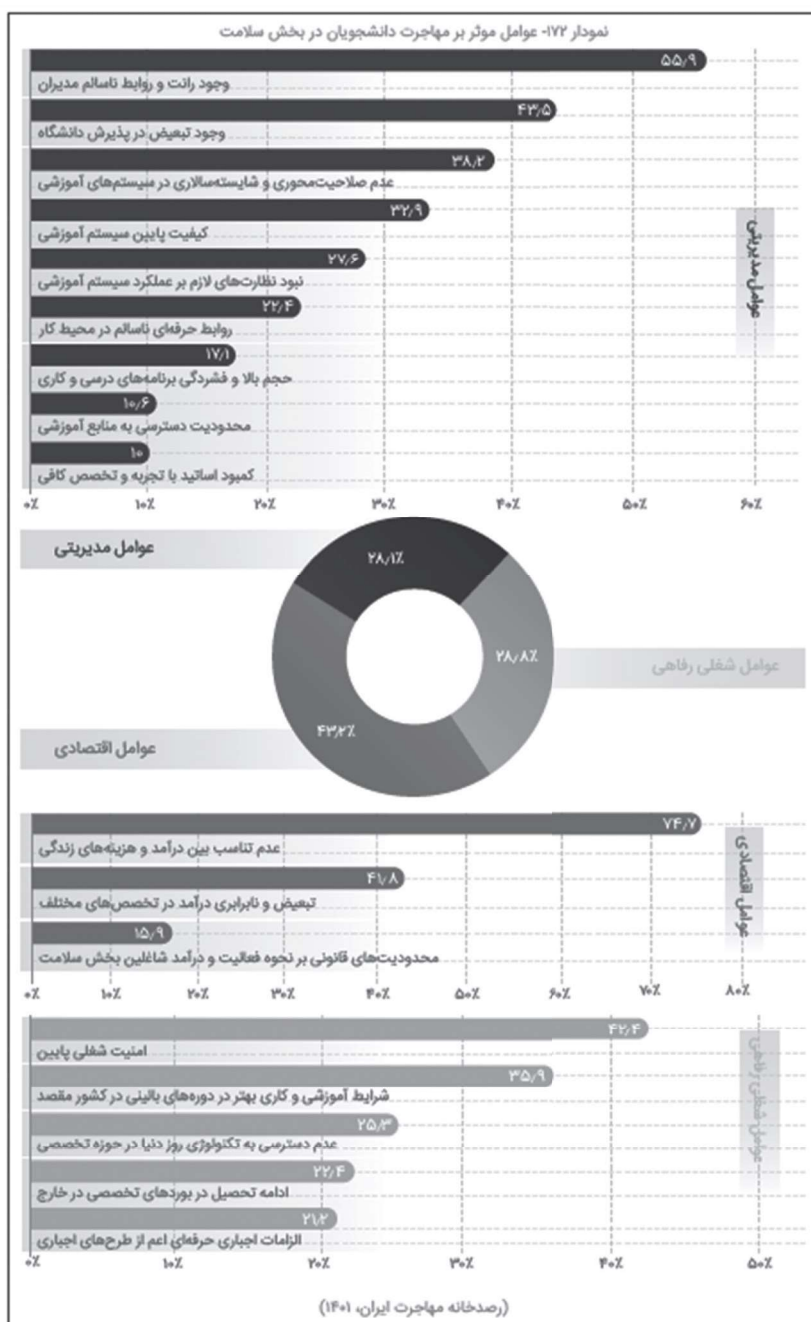 نمودار ۱۷۲- عوامل موثر بر مهاجرت دانشجویان در بخش سلامت
۵۵٫۹
وجود رانت و روابط ناسالم مدیران
۴۳٫۵
وجود تبعیض در پذیرش دانشگاه
۳۸٫۲
عدم صلاحیت‌محوری و شایسته‌سالاری در سیستم‌های آموزشی
۳۲٫۹
کیفیت پایین سیستم آموزشی
۲۷٫۶
نبود نظارت‌های لازم بر عملکرد سیستم آموزشی
۲۲٫۴
روابط حرفه‌ای ناسالم در محیط کار
۱۷٫۱
حجم بالا و فشردگی برنامه‌های درسی و کاری
۱۰٫۶
محدودیت دسترسی به منابع آموزشی
۱۰
کمبود اساتید با تجربه و تخصص کافی
عوامل مدیریتی
۰٪ ۱۰٪ ۲۰٪ ۳۰٪ ۴۰٪ ۵۰٪ ۶۰٪
عوامل مدیریتی
۲۸٫۱٪
۲۸٫۸٪
عوامل شغلی رفاهی
۴۳٫۲٪
عوامل اقتصادی
۷۴٫۷
عدم تناسب بین درآمد و هزینه‌های زندگی
۴۱٫۸
تبعیض و نابرابری درآمد در تخصص‌های مختلف
۱۵٫۹
محدودیت‌های قانونی بر نحوه فعالیت و درآمد شاغلین بخش سلامت
عوامل اقتصادی
۰٪ ۱۰٪ ۲۰٪ ۳۰٪ ۴۰٪ ۵۰٪ ۶۰٪ ۷۰٪ ۸۰٪
۴۲٫۴
امنیت شغلی پایین
۳۵٫۹
شرایط آموزشی و کاری بهتر در دوره‌های بالینی در کشور مقصد
۲۵٫۳
عدم دسترسی به تکنولوژی روز دنیا در حوزه تخصصی
۲۲٫۴
ادامه تحصیل در بوردهای تخصصی در خارج
۲۱٫۲
الزامات اجباری حرفه‌ای اعم از طرح‌های اجباری
عوامل شغلی رفاهی
۰٪ ۱۰٪ ۲۰٪ ۳۰٪ ۴۰٪ ۵۰٪
(رصدخانه مهاجرت ایران، ۱۴۰۱)